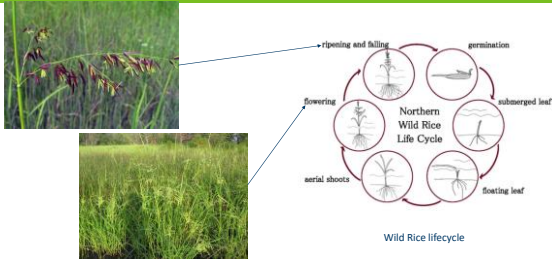 ripening and falling
germination
flowering
submerged leaf
Northern
Wild Rice
Life Cycle
aerial shoots
floating leaf
Wild Rice lifecycle